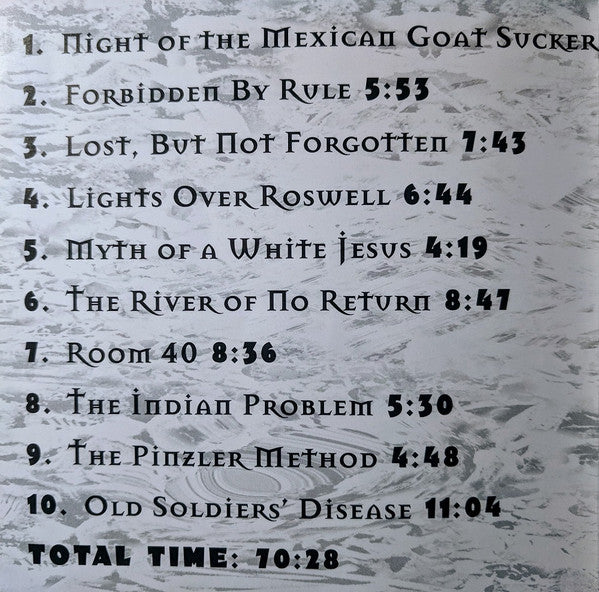 1. Night of the Mexican Goat Sucker
2. Forbidden By Rule 5:53
3. Lost, But Not Forgotten 7:43
4. Lights Over Roswell 6:44
5. Myth of a White Jesus 4:19
6. The River of No Return 8:47
7. Room 40 8:36
8. The Indian Problem 5:30
9. The Pinzler Method 4:48
10. Old Soldiers' Disease 11:04
TOTAL TIME: 70:28